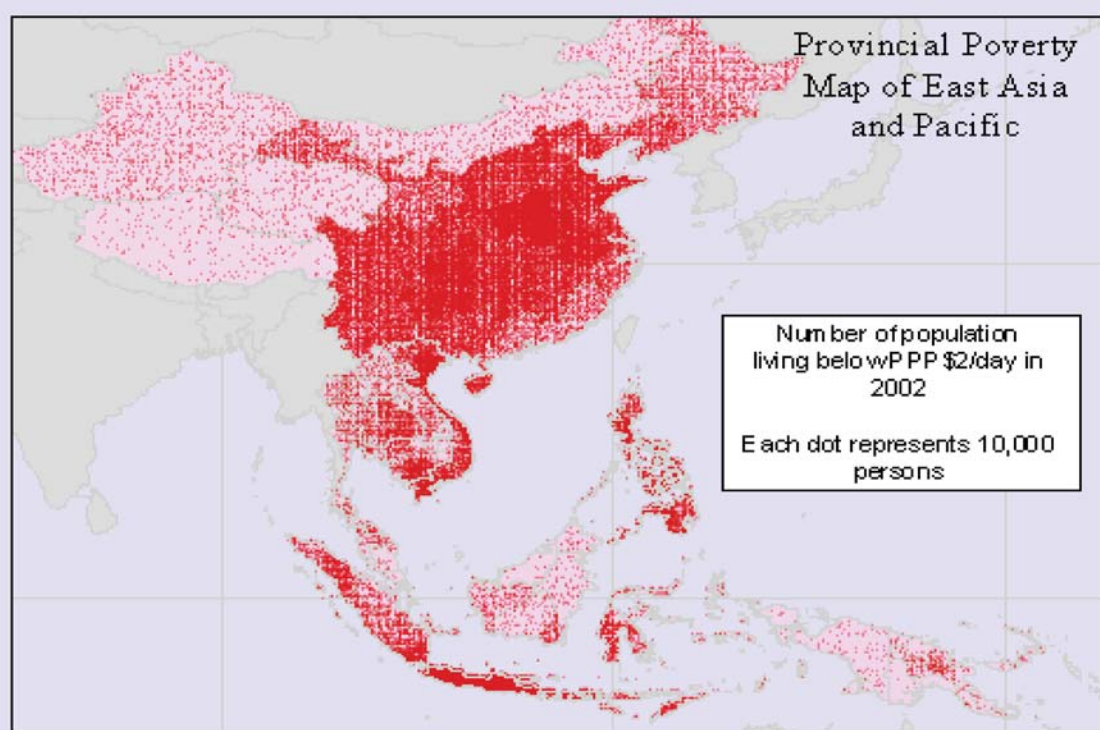 Provincial Poverty
Map of East Asia
and Pacific
Number of population
living below PPP $2/day in
2002
Each dot represents 10,000
persons